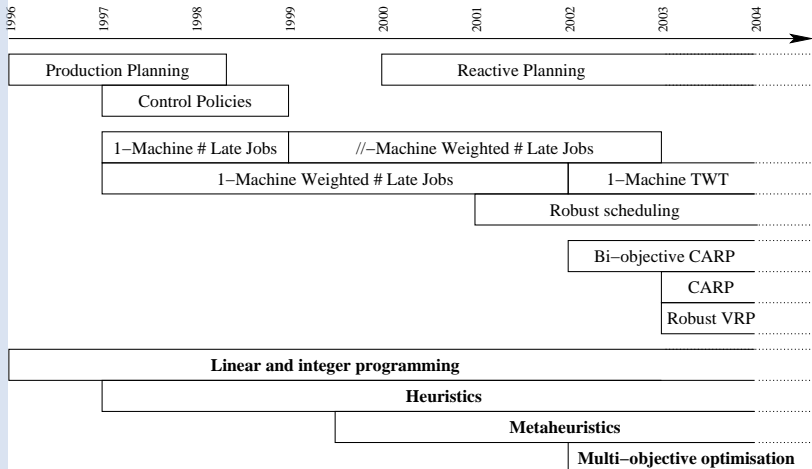 1996 1997 1998 1999 2000 2001 2002 2003 2004
Production Planning Reactive Planning
Control Policies
1−Machine # Late Jobs //−Machine Weighted # Late Jobs
1−Machine Weighted # Late Jobs 1−Machine TWT
Robust scheduling
Bi−objective CARP
CARP
Robust VRP
Linear and integer programming
Heuristics
Metaheuristics
Multi−objective optimisation